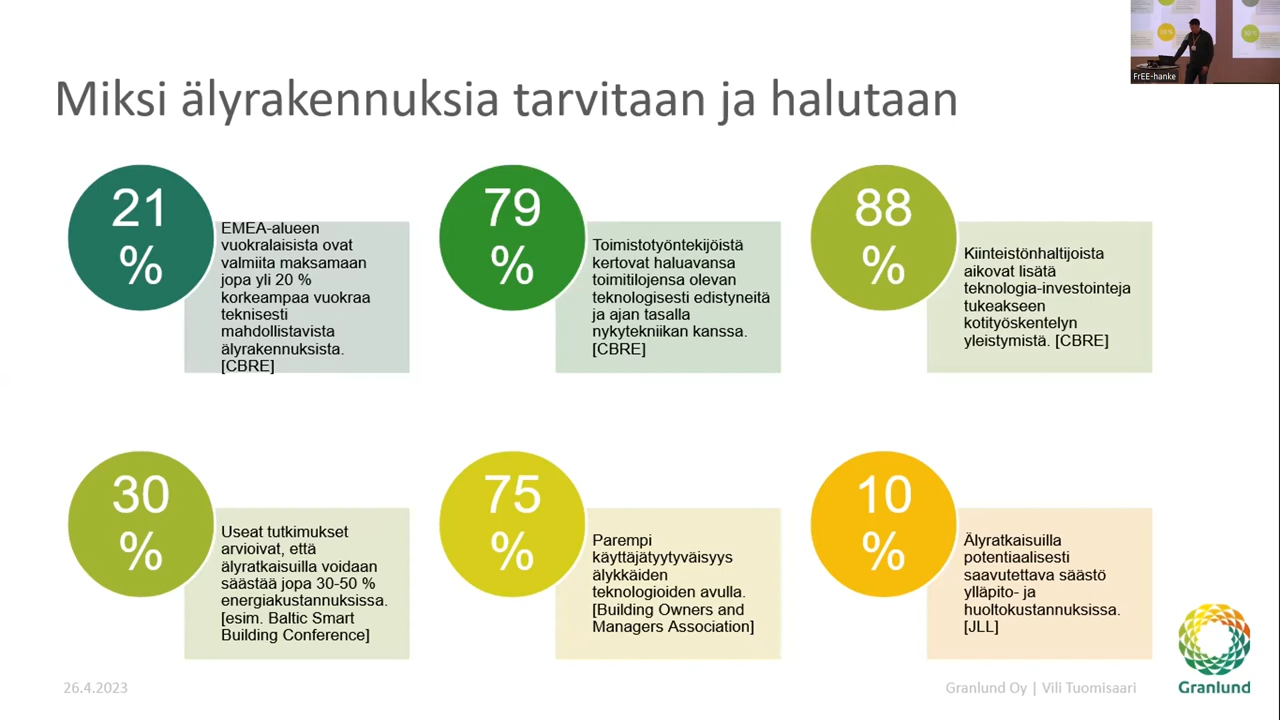 FrEE-hanke
Miksi älyrakennuksia tarvitaan ja halutaan
21
%
EMEA-alueen
vuokralaisista ovat
valmiita maksamaan
jopa yli 20 %
korkeampaa vuokraa
teknisesti
mahdollistavista
älyrakennuksista.
[CBRE]
79
%
Toimistotyöntekijöistä
kertovat haluavansa
toimitilojensa olevan
teknologisesti edistyneitä
ja ajan tasalla
nykytekniikan kanssa.
[CBRE]
88
%
Kiinteistönhaltijoista
aikovat lisätä
teknologia-investointeja
tukeakseen
kotityöskentelyn
yleistymistä. [CBRE]
30
%
Useat tutkimukset
arvioivat, että
älyratkaisuilla voidaan
säästää jopa 30-50 %
energiakustannuksissa.
[esim. Baltic Smart
Building Conference]
75
%
Parempi
käyttäjätyytyväisyys
älykkäiden
teknologioiden avulla.
[Building Owners and
Managers Association]
10
%
Älyratkaisuilla
potentiaalisesti
saavutettava säästö
ylläpito- ja
huoltokustannuksissa.
[JLL]
26.4.2023
Granlund Oy | Vili Tuomisaari
Granlund